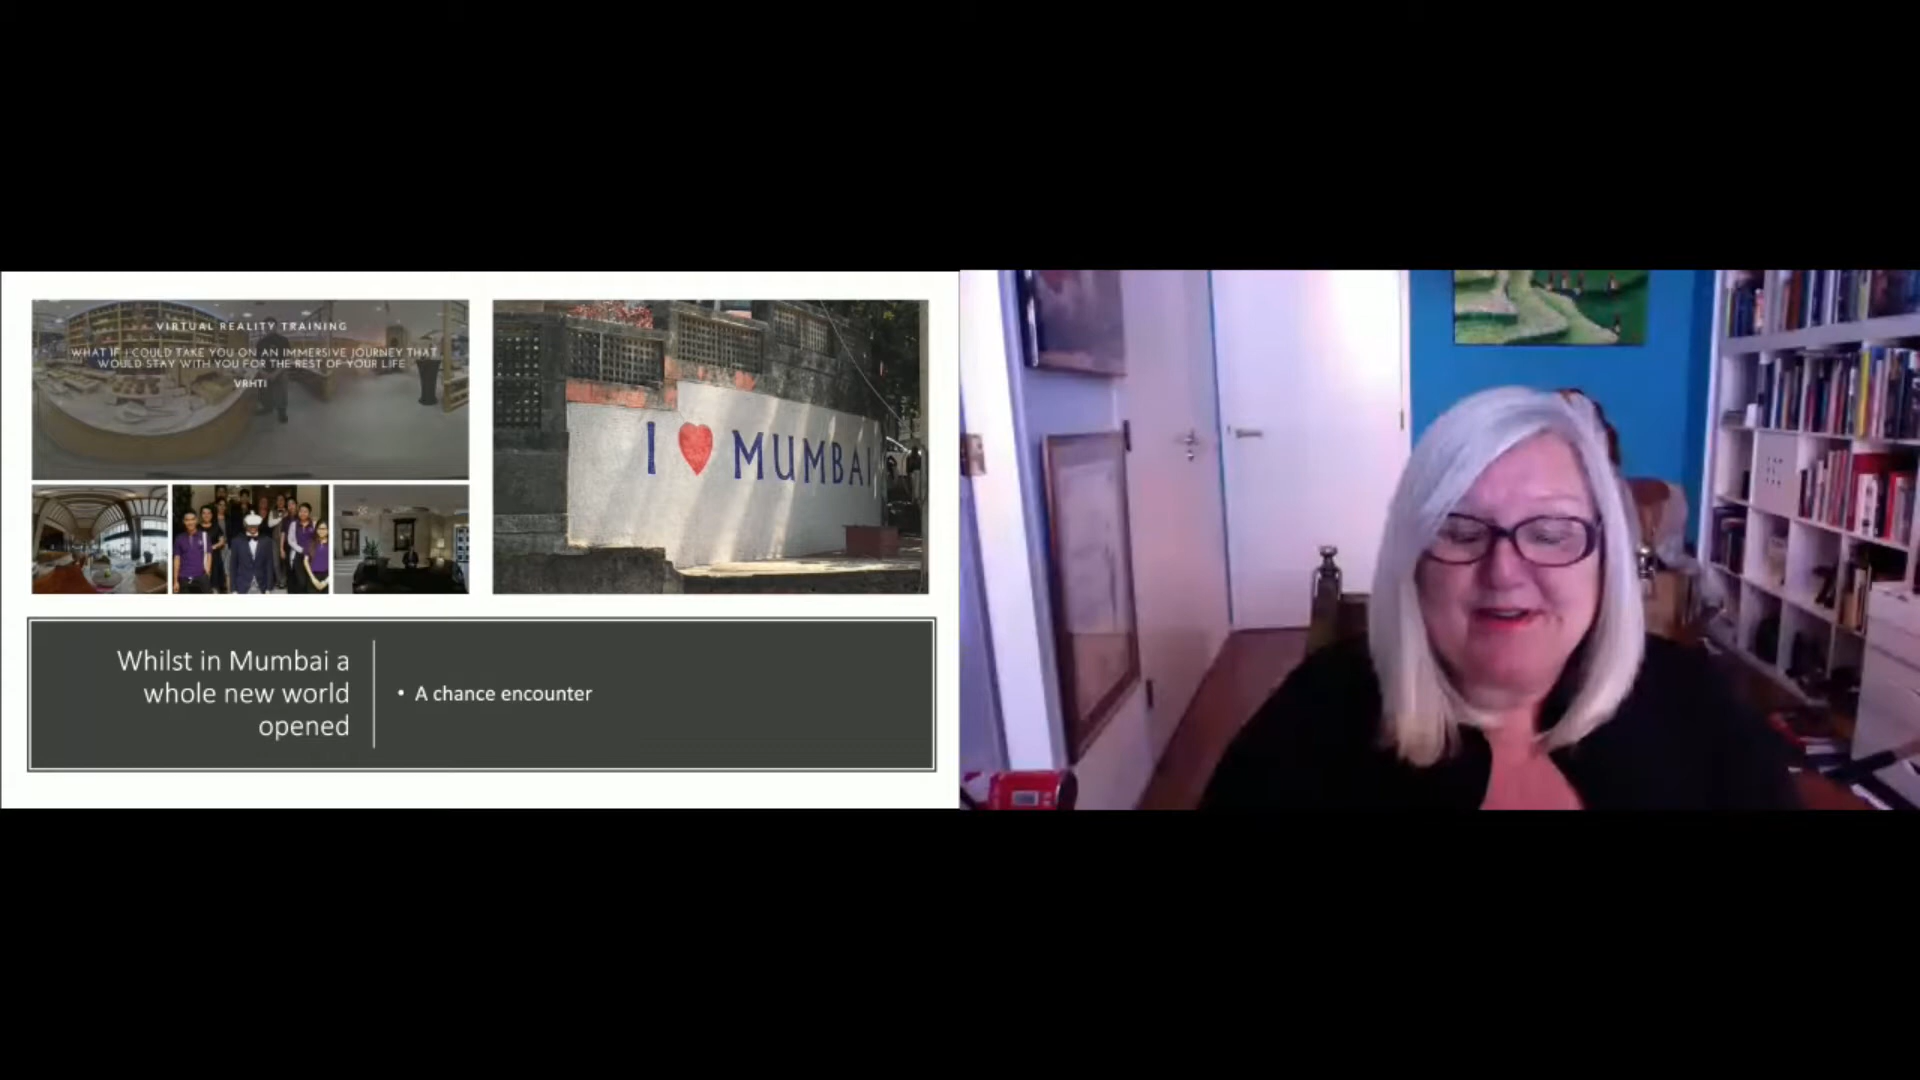 VIRTUAL REALITY TRAINING
WHAT IF I COULD TAKE YOU ON AN IMMERSIVE JOURNEY THAT
WOULD STAY WITH YOU FOR THE REST OF YOUR LIFE
VRHTI
I ❤ MUMBAI
Whilst in Mumbai a
whole new world
opened
• A chance encounter